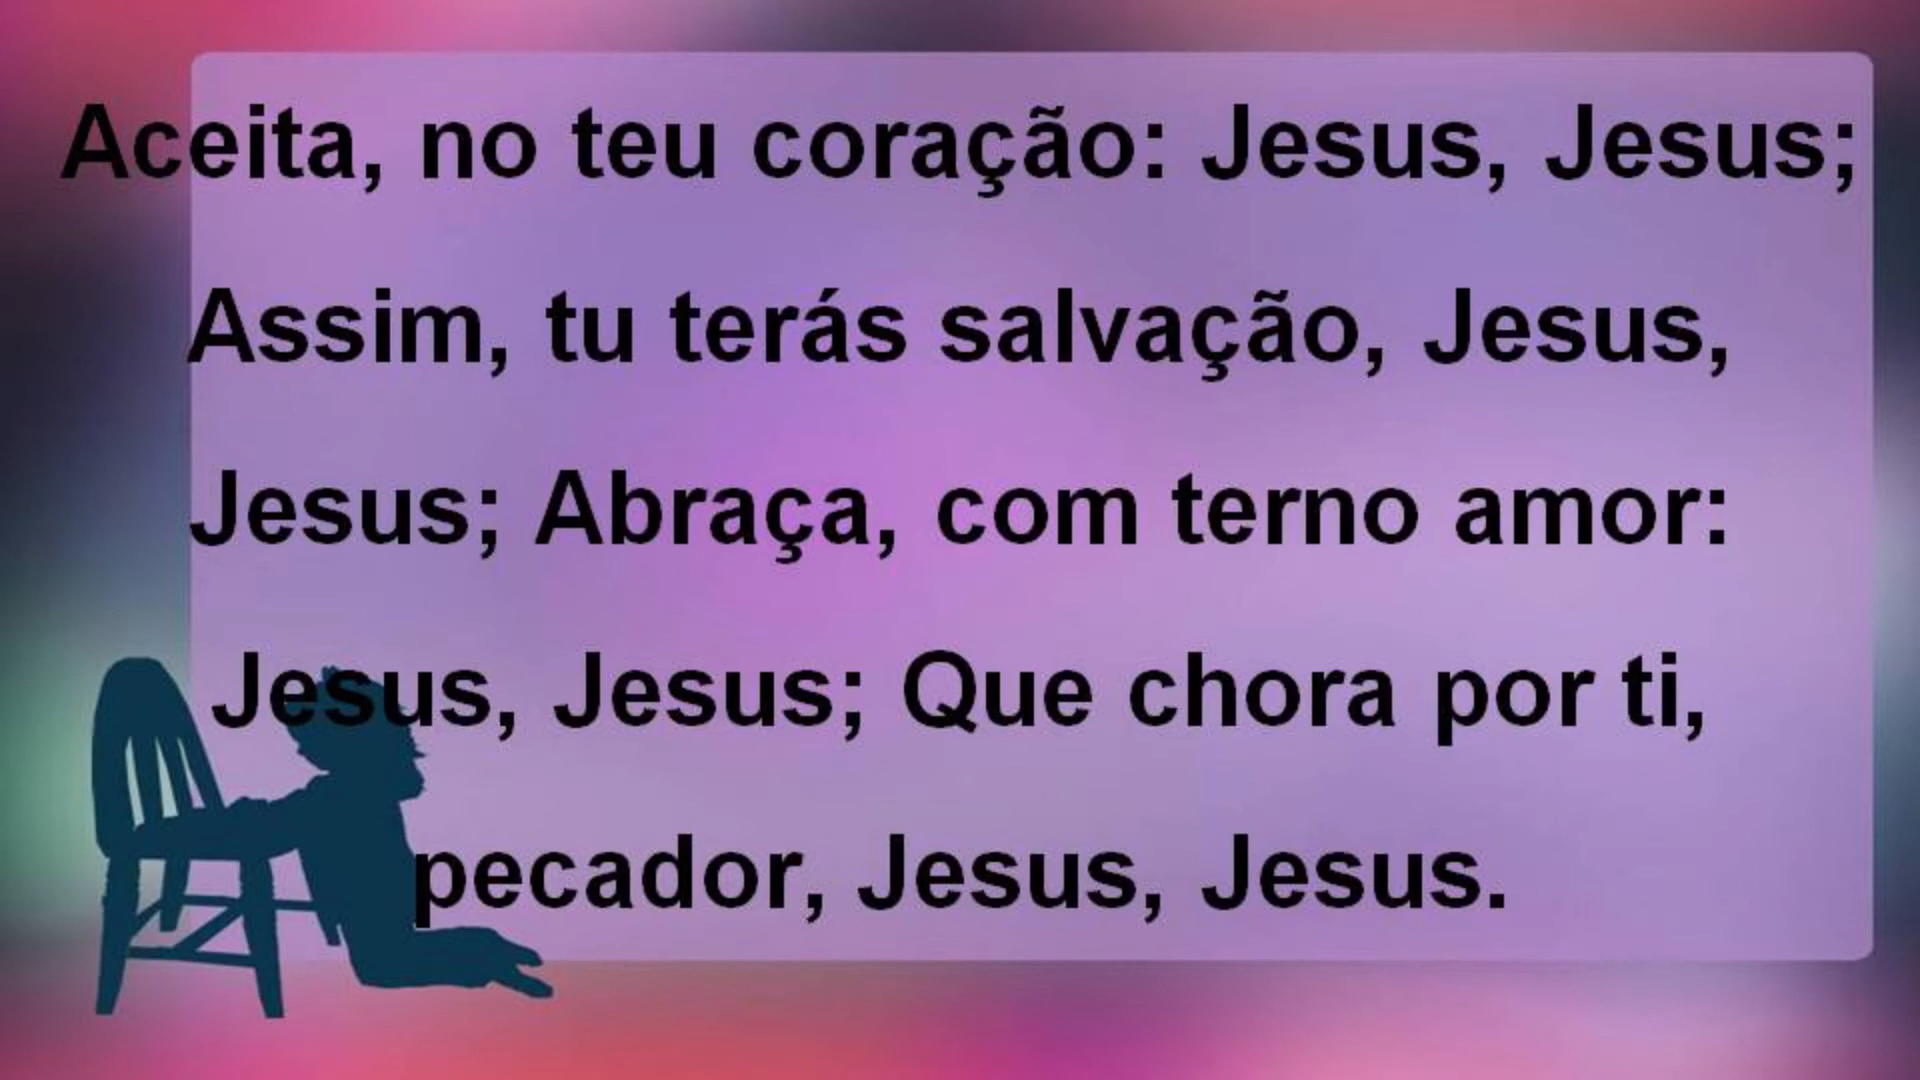 Aceita, no teu coração: Jesus, Jesus;
Assim, tu terás salvação, Jesus,
Jesus; Abraça, com terno amor:
Jesus, Jesus; Que chora por ti,
pecador, Jesus, Jesus.